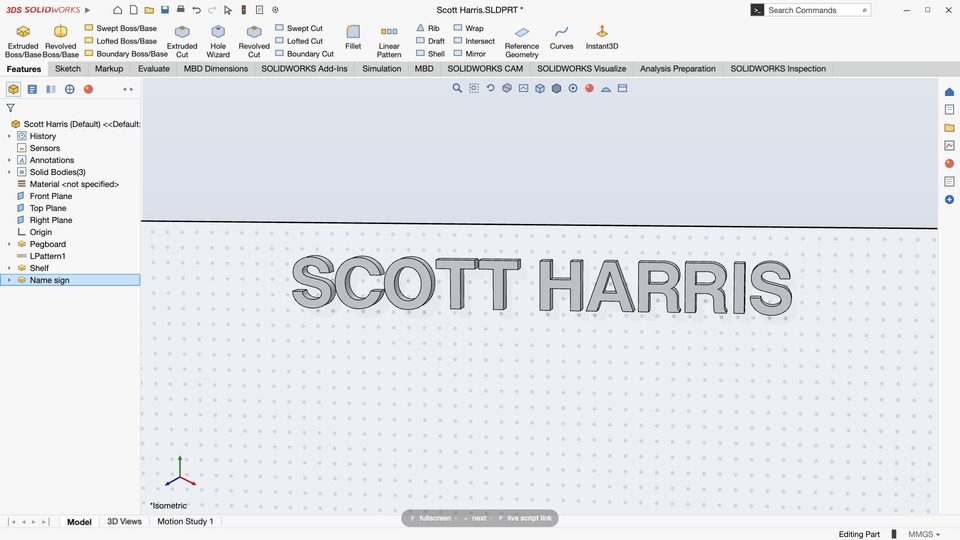 3DS SOLIDWORKS
Scott Harris.SLDPRT *
Search Commands
Extruded Boss/Base
Revolved Boss/Base
Swept Boss/Base
Lofted Boss/Base
Boundary Boss/Base
Extruded Cut
Hole Wizard
Revolved Cut
Swept Cut
Lofted Cut
Boundary Cut
Fillet
Linear Pattern
Rib
Draft
Shell
Wrap
Intersect
Mirror
Reference Geometry
Curves
Instant3D
Features Sketch Markup Evaluate MBD Dimensions SOLIDWORKS Add-Ins Simulation MBD SOLIDWORKS CAM SOLIDWORKS Visualize Analysis Preparation SOLIDWORKS Inspection
Scott Harris (Default) <<Default:
History
Sensors
Annotations
Solid Bodies(3)
Material <not specified>
Front Plane
Top Plane
Right Plane
Origin
Pegboard
LPattern1
Shelf
Name sign
SCOTT HARRIS
*Isometric
F fullscreen · → next · P live script link
Model 3D Views Motion Study 1
Editing Part MMGS